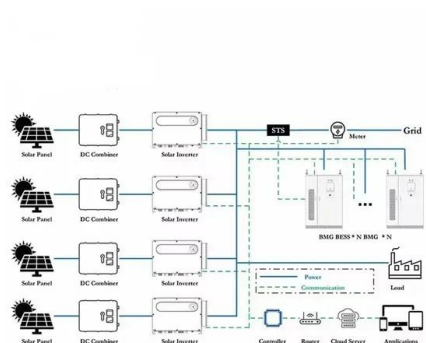 STS
Meter
Grid
Solar Panel
DC Combiner
Solar Inverter
BMG BESS * N BMG * N
Solar Panel
DC Combiner
Solar Inverter
Solar Panel
DC Combiner
Solar Inverter
Power
Communication
Load
Solar Panel
DC Combiner
Solar Inverter
Controller
Router
Cloud Server
Applications